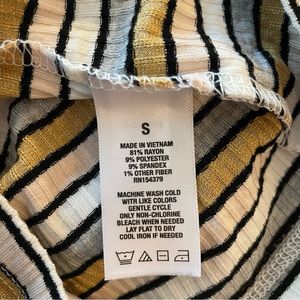 S
MADE IN VIETNAM
81% RAYON
9% POLYESTER
9% SPANDEX
1% OTHER FIBER
RN154379
MACHINE WASH COLD
WITH LIKE COLORS
GENTLE CYCLE
ONLY NON-CHLORINE
BLEACH WHEN NEEDED
LAY FLAT TO DRY
COOL IRON IF NEEDED